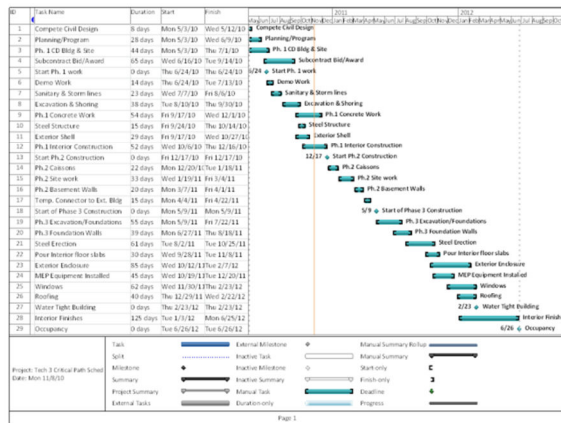 ID Task Name Duration Start Finish 2011 2012
1 Compete Civil Design 8 days Mon 5/3/10 Wed 5/12/10 Compete Civil Design
2 Planning/Program 28 days Mon 5/3/10 Wed 6/9/10 Planning/Program
3 Ph. 1 CD Bldg & Site 44 days Mon 5/3/10 Thu 7/1/10 Ph. 1 CD Bldg & Site
4 Subcontract Bid/Award 65 days Wed 6/16/10 Tue 9/14/10 Subcontract Bid/Award
5 Start Ph. 1 work 0 days Thu 6/24/10 Thu 6/24/10 6/24 Start Ph. 1 work
6 Demo Work 14 days Thu 6/24/10 Tue 7/13/10 Demo Work
7 Sanitary & Storm lines 23 days Wed 7/7/10 Fri 8/6/10 Sanitary & Storm lines
8 Excavation & Shoring 38 days Tue 8/10/10 Thu 9/30/10 Excavation & Shoring
9 Ph.1 Concrete Work 54 days Fri 9/17/10 Wed 12/1/10 Ph.1 Concrete Work
10 Steel Structure 15 days Fri 9/24/10 Thu 10/14/10 Steel Structure
11 Exterior Shell 29 days Fri 9/17/10 Wed 10/27/10 Exterior Shell
12 Ph.1 Interior Construction 52 days Wed 10/6/10 Thu 12/16/10 Ph.1 Interior Construction
13 Start Ph.2 Construction 0 days Fri 12/17/10 Fri 12/17/10 12/17 Start Ph.2 Construction
14 Ph.2 Caissons 22 days Mon 12/20/10 Tue 1/18/11 Ph.2 Caissons
15 Ph.2 Site work 33 days Wed 1/19/11 Fri 3/4/11 Ph.2 Site work
16 Ph.2 Basement Walls 20 days Mon 3/7/11 Fri 4/1/11 Ph.2 Basement Walls
17 Temp. Connector to Ext. Bldg 15 days Mon 4/4/11 Fri 4/22/11
18 Start of Phase 3 Construction 0 days Mon 5/9/11 Mon 5/9/11 5/9 Start of Phase 3 Construction
19 Ph.3 Excavation/Foundations 55 days Mon 5/9/11 Fri 7/22/11 Ph.3 Excavation/Foundations
20 Ph.3 Foundation Walls 39 days Mon 6/27/11 Thu 8/18/11 Ph.3 Foundation Walls
21 Steel Erection 61 days Tue 8/2/11 Tue 10/25/11 Steel Erection
22 Pour Interior floor slabs 30 days Wed 9/28/11 Tue 11/8/11 Pour Interior floor slabs
23 Exterior Enclosure 85 days Wed 10/12/11 Tue 2/7/12 Exterior Enclosure
24 MEP Equipment Installed 45 days Wed 10/19/11 Tue 12/20/11 MEP Equipment Installed
25 Windows 62 days Wed 11/30/11 Thu 2/23/12 Windows
26 Roofing 40 days Thu 12/29/11 Wed 2/22/12 Roofing
27 Water Tight Building 0 days Thu 2/23/12 Thu 2/23/12 2/23 Water Tight Building
28 Interior Finishes 125 days Tue 1/3/12 Mon 6/25/12 Interior Finish
29 Occupancy 0 days Tue 6/26/12 Tue 6/26/12 6/26 Occupancy
Project: Tech 3 Critical Path Sched
Date: Mon 11/8/10
Task External Milestone Manual Summary Rollup
Split Inactive Task Manual Summary
Milestone Inactive Milestone Start-only
Summary Inactive Summary Finish-only
Project Summary Manual Task Deadline
External Tasks Duration-only Progress
Page 1